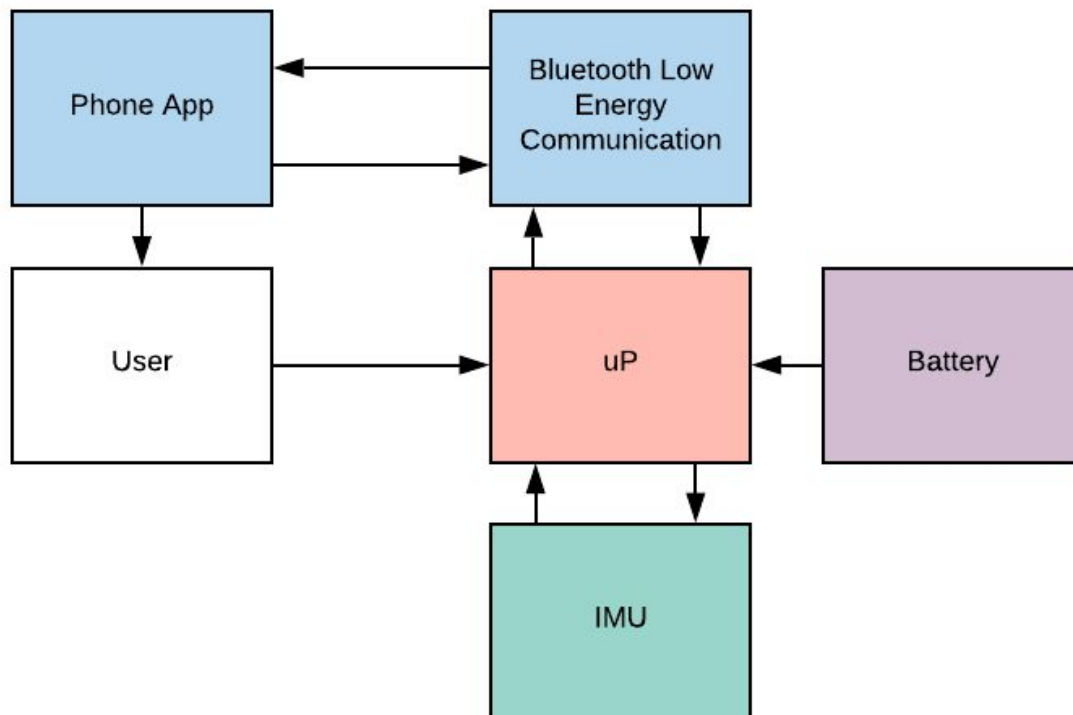 Phone App
Bluetooth Low
Energy
Communication
User
uP
Battery
IMU